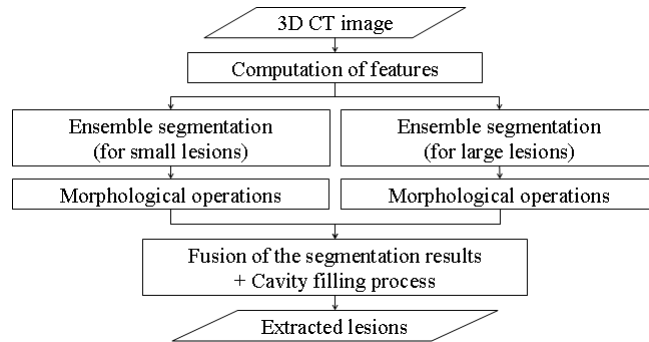 3D CT image
Computation of features
Ensemble segmentation
(for small lesions)
Ensemble segmentation
(for large lesions)
Morphological operations
Morphological operations
Fusion of the segmentation results
+ Cavity filling process
Extracted lesions